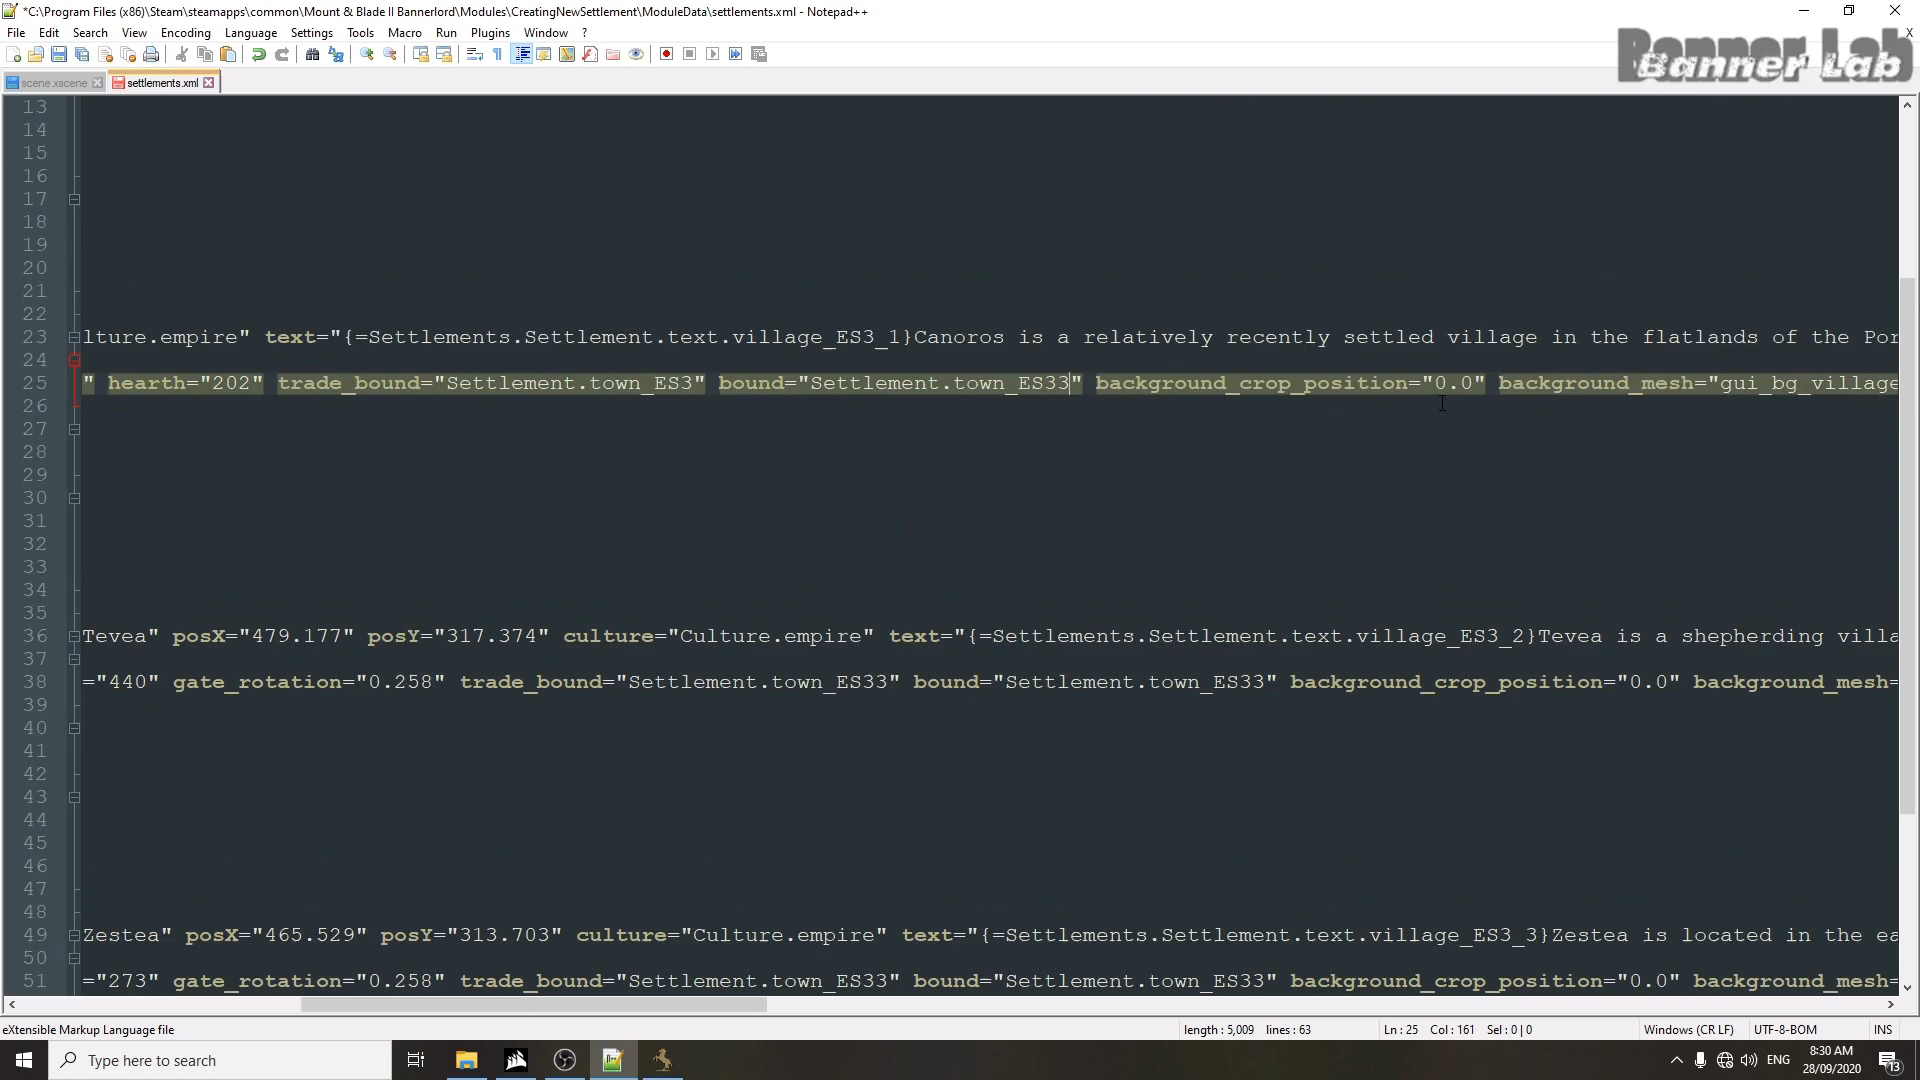 *C:\Program Files (x86)\Steam\steamapps\common\Mount & Blade II Bannerlord\Modules\CreatingNewSettlement\ModuleData\settlements.xml - Notepad++
File Edit Search View Encoding Language Settings Tools Macro Run Plugins Window ? X
Banner Lab
scene.xscene settlements.xml
13
14
15
16
17
18
19
20
21
22
23 lture.empire" text="{=Settlements.Settlement.text.village_ES3_1}Canoros is a relatively recently settled village in the flatlands of the Por
24
25 " hearth="202" trade_bound="Settlement.town_ES3" bound="Settlement.town_ES33" background_crop_position="0.0" background_mesh="gui_bg_village
26
27
28
29
30
31
32
33
34
35
36 Tevea" posX="479.177" posY="317.374" culture="Culture.empire" text="{=Settlements.Settlement.text.village_ES3_2}Tevea is a shepherding villa
37
38 ="440" gate_rotation="0.258" trade_bound="Settlement.town_ES33" bound="Settlement.town_ES33" background_crop_position="0.0" background_mesh=
39
40
41
42
43
44
45
46
47
48
49 Zestea" posX="465.529" posY="313.703" culture="Culture.empire" text="{=Settlements.Settlement.text.village_ES3_3}Zestea is located in the ea
50
51 ="273" gate_rotation="0.258" trade_bound="Settlement.town_ES33" bound="Settlement.town_ES33" background_crop_position="0.0" background_mesh=
eXtensible Markup Language file length : 5,009 lines : 63 Ln : 25 Col : 161 Sel : 0 | 0 Windows (CR LF) UTF-8-BOM INS
Type here to search ENG 8:30 AM
28/09/2020 13